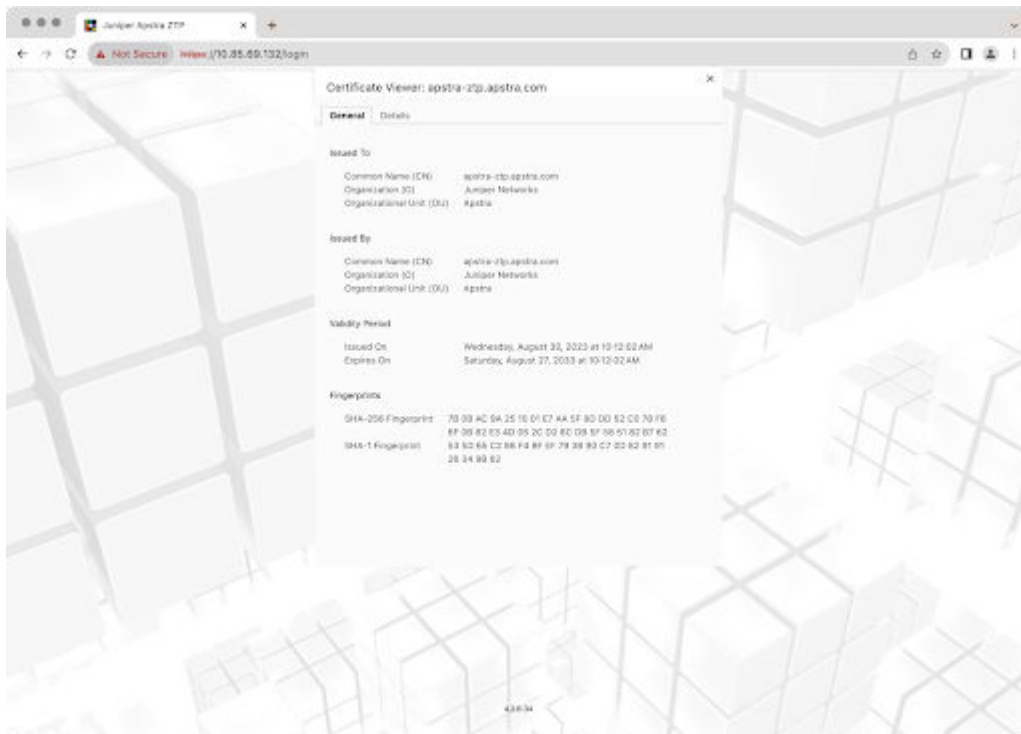 Juniper Apstra ZTP
Not Secure https://10.85.69.132/login
Certificate Viewer: apstra-ztp.apstra.com
General Details
Issued To
Common Name (CN) apstra-ztp.apstra.com
Organization (O) Juniper Networks
Organizational Unit (OU) Apstra
Issued By
Common Name (CN) apstra-ztp.apstra.com
Organization (O) Juniper Networks
Organizational Unit (OU) Apstra
Validity Period
Issued On Wednesday, August 30, 2023 at 10:12:02 AM
Expires On Saturday, August 27, 2033 at 10:12:02 AM
Fingerprints
SHA-256 Fingerprint
SHA-1 Fingerprint